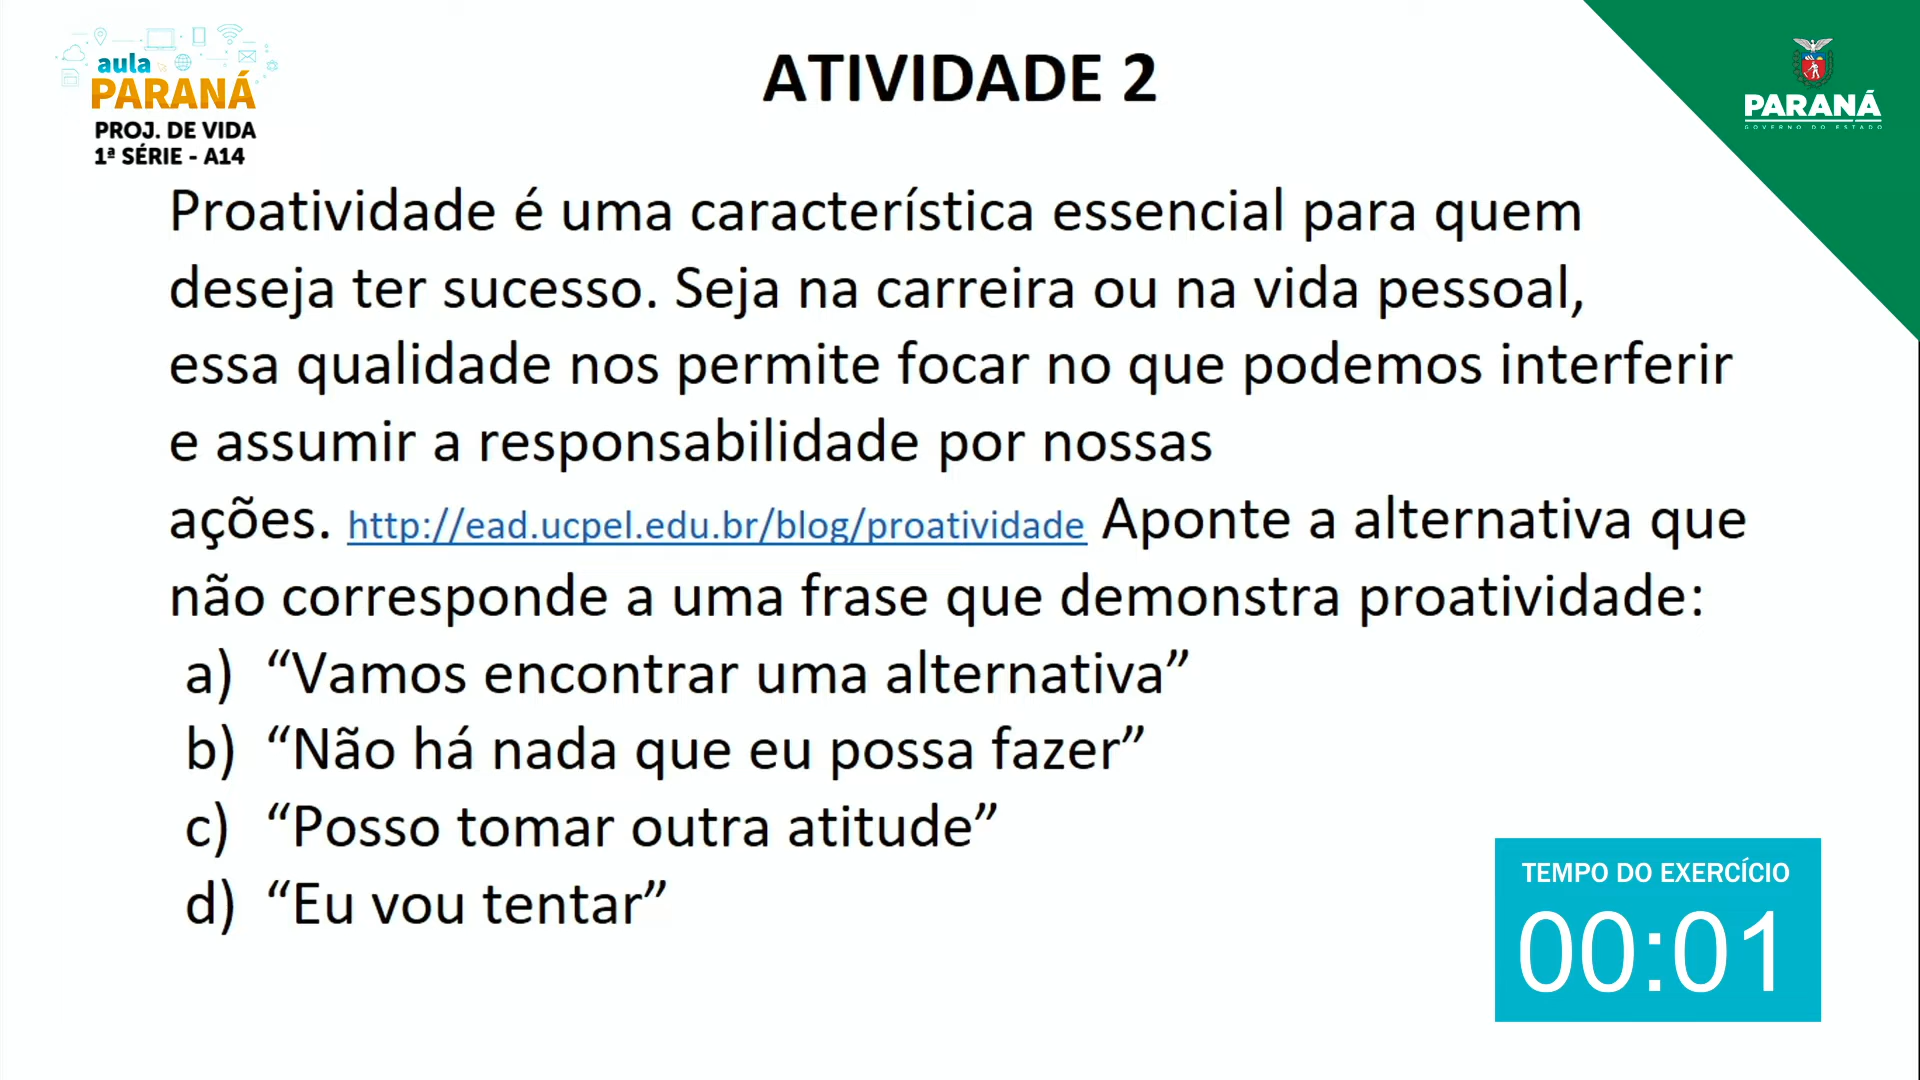 aula
PARANÁ
PROJ. DE VIDA
1ª SÉRIE - A14
ATIVIDADE 2
PARANÁ
GOVERNO DO ESTADO
Proatividade é uma característica essencial para quem
deseja ter sucesso. Seja na carreira ou na vida pessoal,
essa qualidade nos permite focar no que podemos interferir
e assumir a responsabilidade por nossas
ações. http://ead.ucpel.edu.br/blog/proatividade Aponte a alternativa que
não corresponde a uma frase que demonstra proatividade:
a) “Vamos encontrar uma alternativa”
b) “Não há nada que eu possa fazer”
c) “Posso tomar outra atitude”
d) “Eu vou tentar”
TEMPO DO EXERCÍCIO
00:01